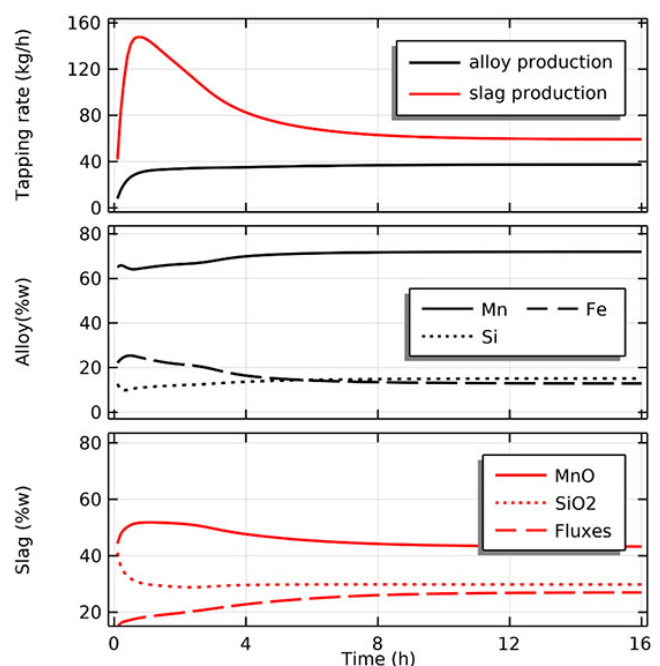 Tapping rate (kg/h)
160
120
80
40
0
alloy production
slag production
Alloy(%w)
80
60
40
20
0
Mn Fe
Si
Slag (%w)
80
60
40
20
MnO
SiO2
Fluxes
0 4 8 12 16
Time (h)